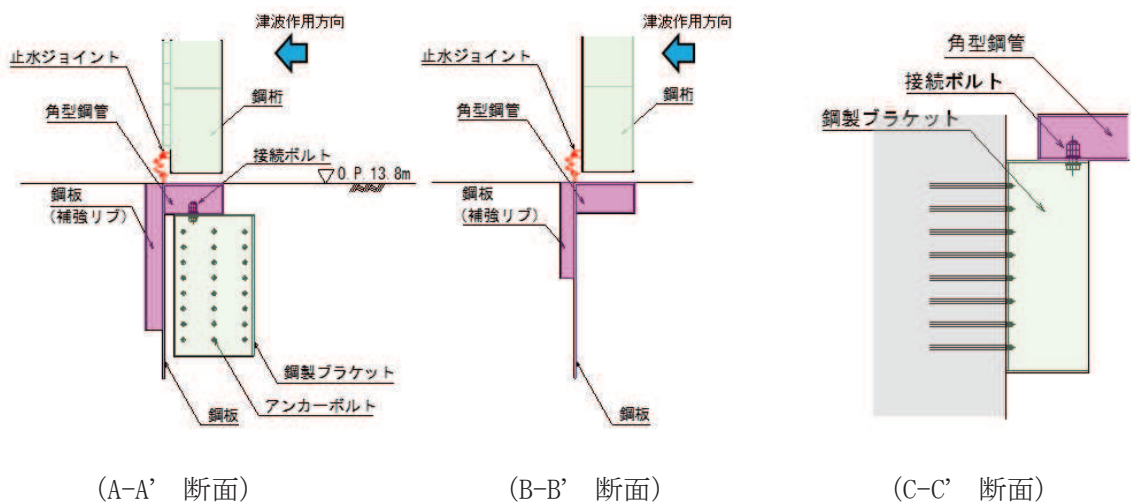 津波作用方向
止水ジョイント
鋼桁
角型鋼管
接続ボルト
O.P.13.8m
鋼板
(補強リブ)
鋼製ブラケット
アンカーボルト
鋼板
(A-A’ 断面)
津波作用方向
止水ジョイント
鋼桁
角型鋼管
鋼板
(補強リブ)
鋼板
(B-B’ 断面)
角型鋼管
接続ボルト
鋼製ブラケット
(C-C’ 断面)